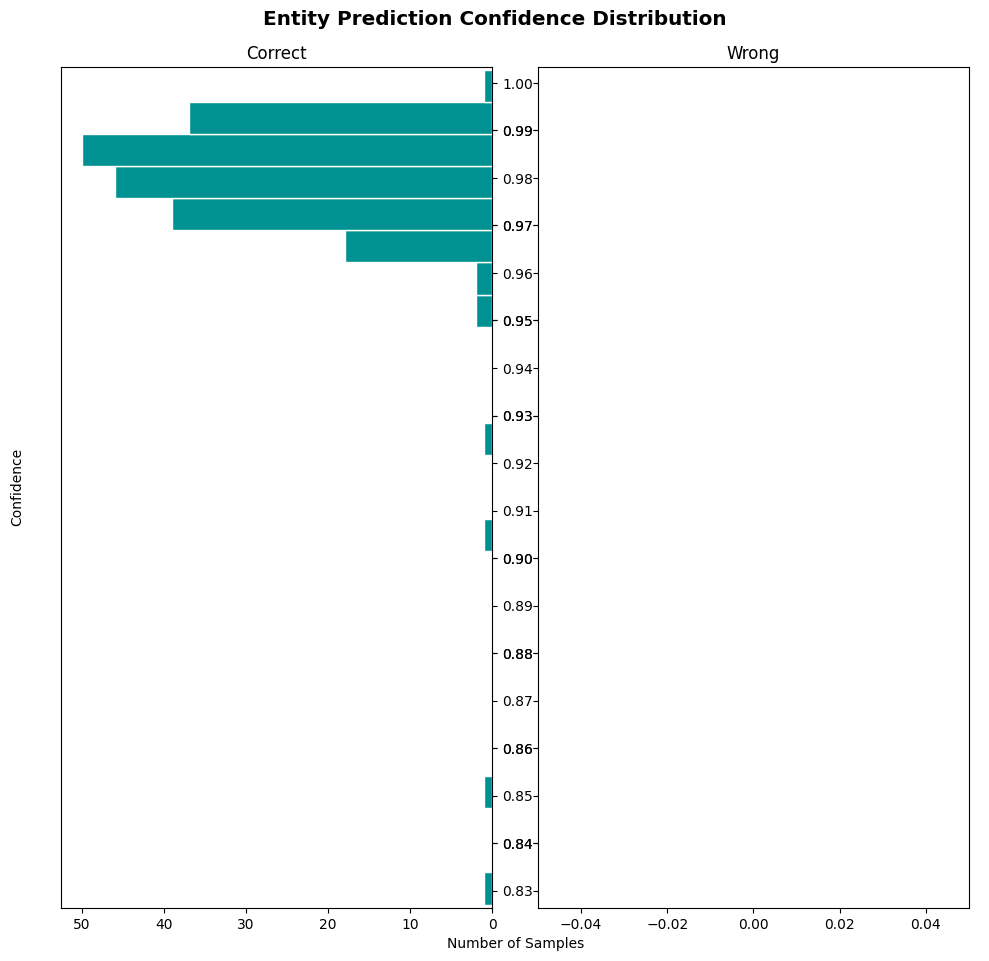 Entity Prediction Confidence Distribution
Correct
Wrong
1.00
0.99
0.98
0.97
0.96
0.95
0.94
0.93
0.92
0.91
0.90
0.89
0.88
0.87
0.86
0.85
0.84
0.83
Confidence
50 40 30 20 10 0
−0.04 −0.02 0.00 0.02 0.04
Number of Samples